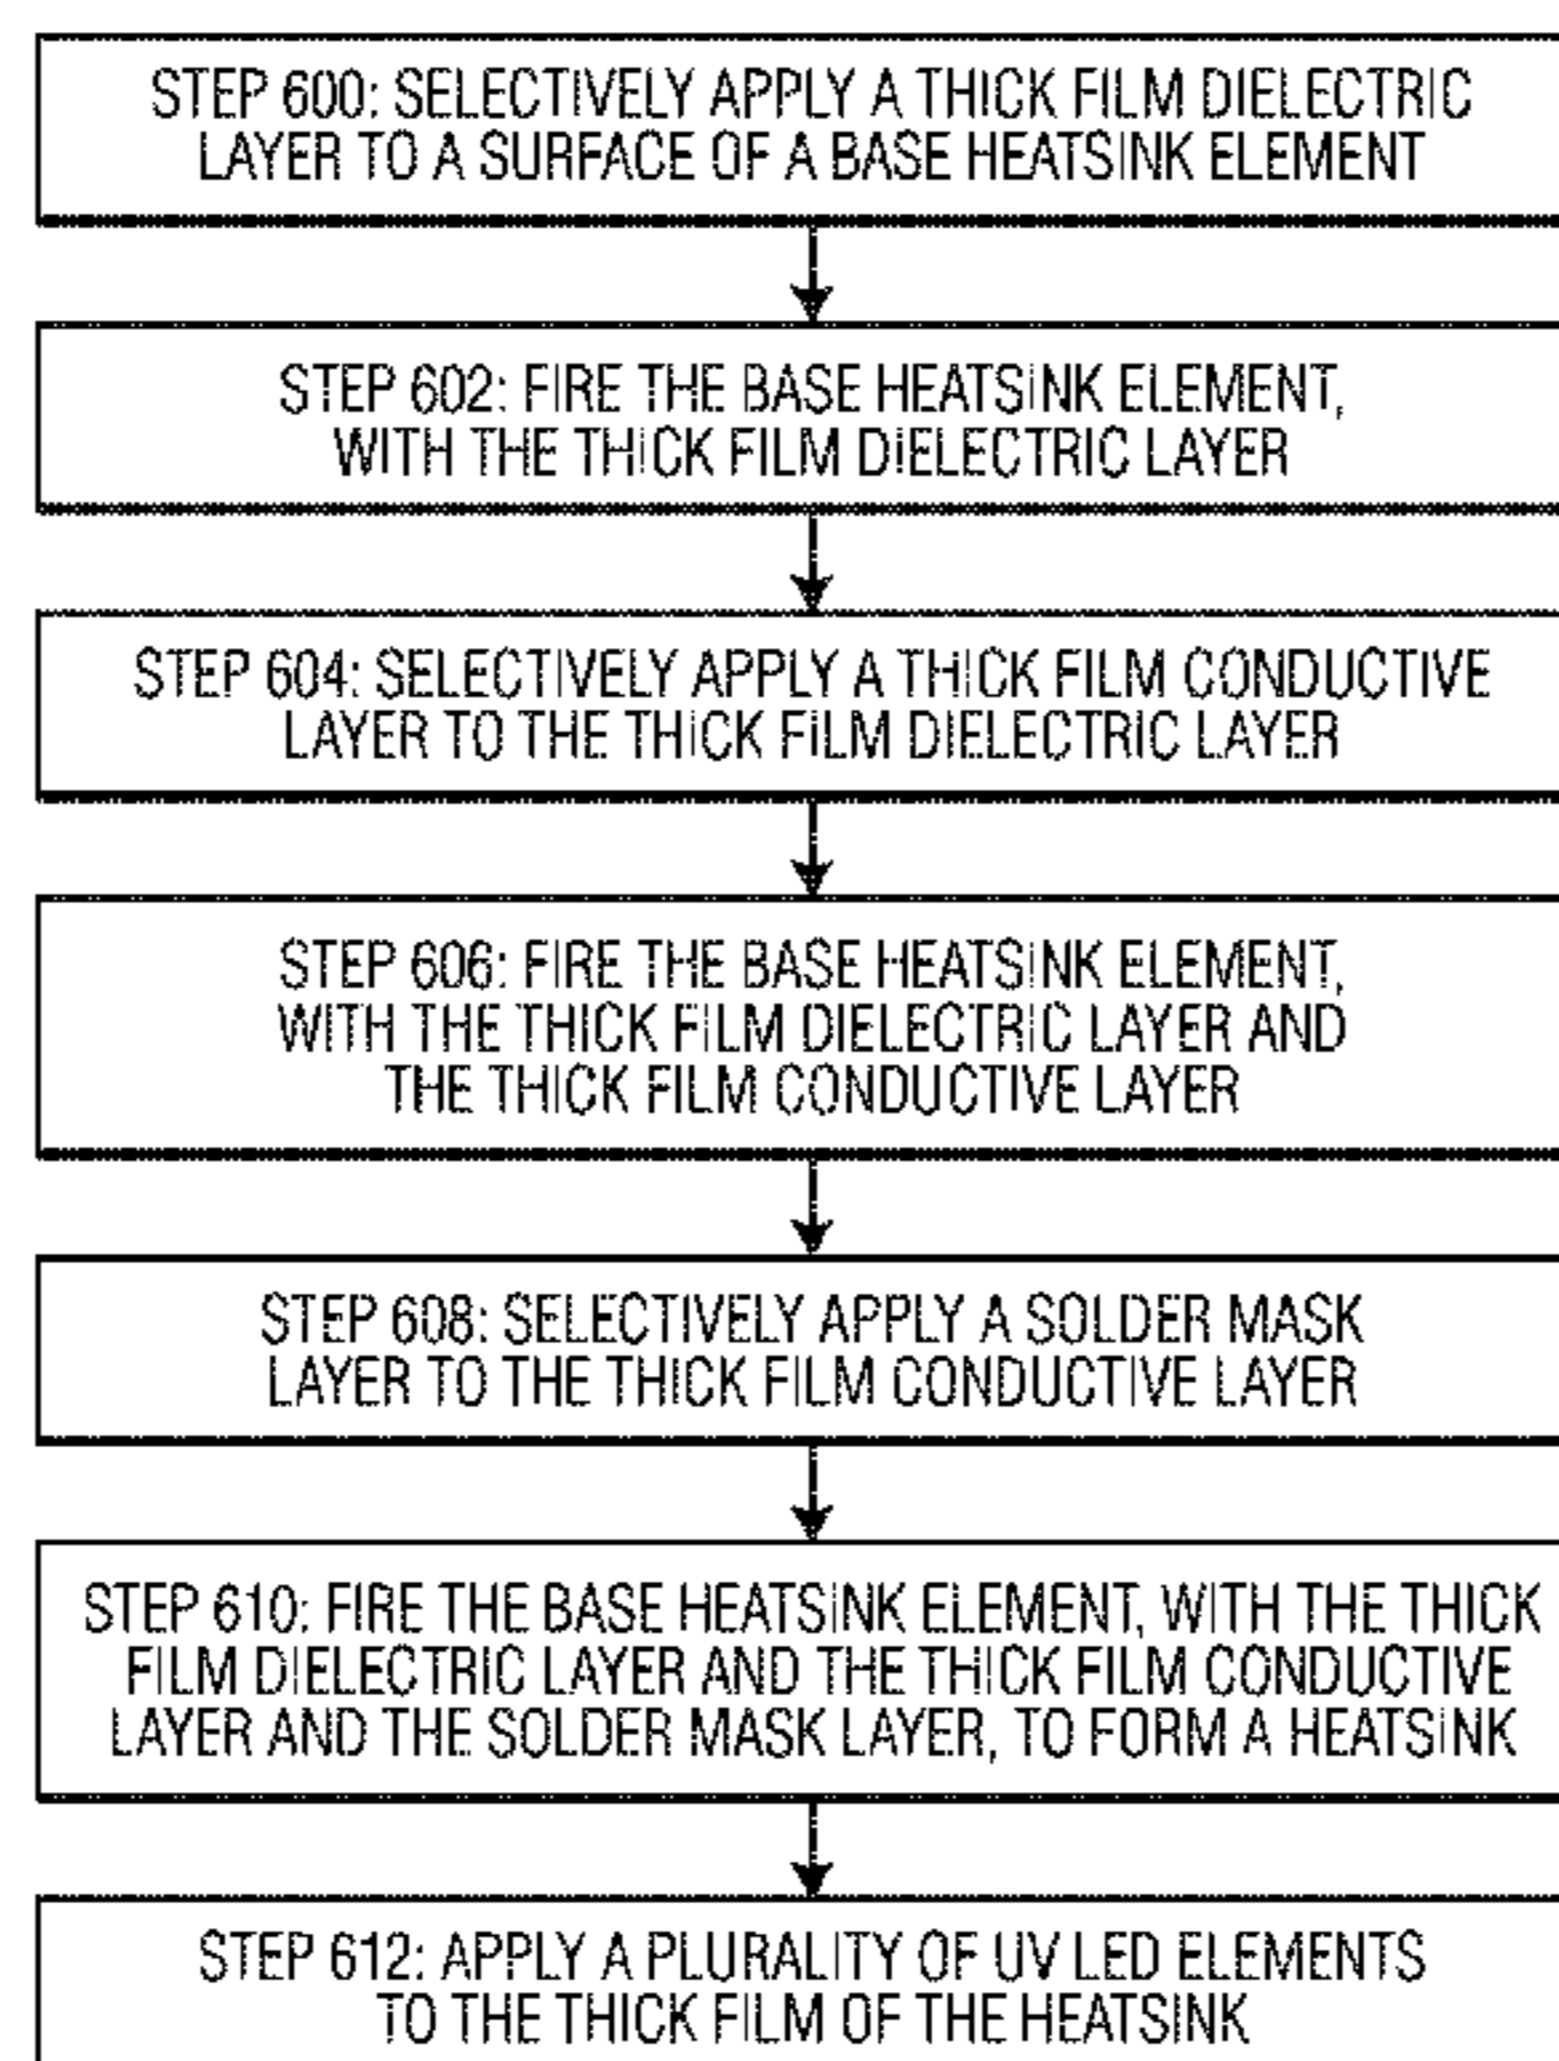 STEP 600: SELECTIVELY APPLY A THICK FILM DIELECTRIC
LAYER TO A SURFACE OF A BASE HEATSINK ELEMENT
STEP 602: FIRE THE BASE HEATSINK ELEMENT,
WITH THE THICK FILM DIELECTRIC LAYER
STEP 604: SELECTIVELY APPLY A THICK FILM CONDUCTIVE
LAYER TO THE THICK FILM DIELECTRIC LAYER
STEP 606: FIRE THE BASE HEATSINK ELEMENT,
WITH THE THICK FILM DIELECTRIC LAYER AND
THE THICK FILM CONDUCTIVE LAYER
STEP 608: SELECTIVELY APPLY A SOLDER MASK
LAYER TO THE THICK FILM CONDUCTIVE LAYER
STEP 610: FIRE THE BASE HEATSINK ELEMENT, WITH THE THICK
FILM DIELECTRIC LAYER AND THE THICK FILM CONDUCTIVE
LAYER AND THE SOLDER MASK LAYER, TO FORM A HEATSINK
STEP 612: APPLY A PLURALITY OF UV LED ELEMENTS
TO THE THICK FILM OF THE HEATSINK